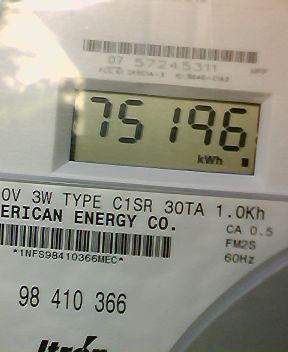 07 57245311
75196
kWh
0V 3W TYPE C1SR 30TA 1.0Kh
ERICAN ENERGY CO.
CA 0.5
FM2S
*1NFS98410366MEC*
60Hz
98 410 366
Itrón